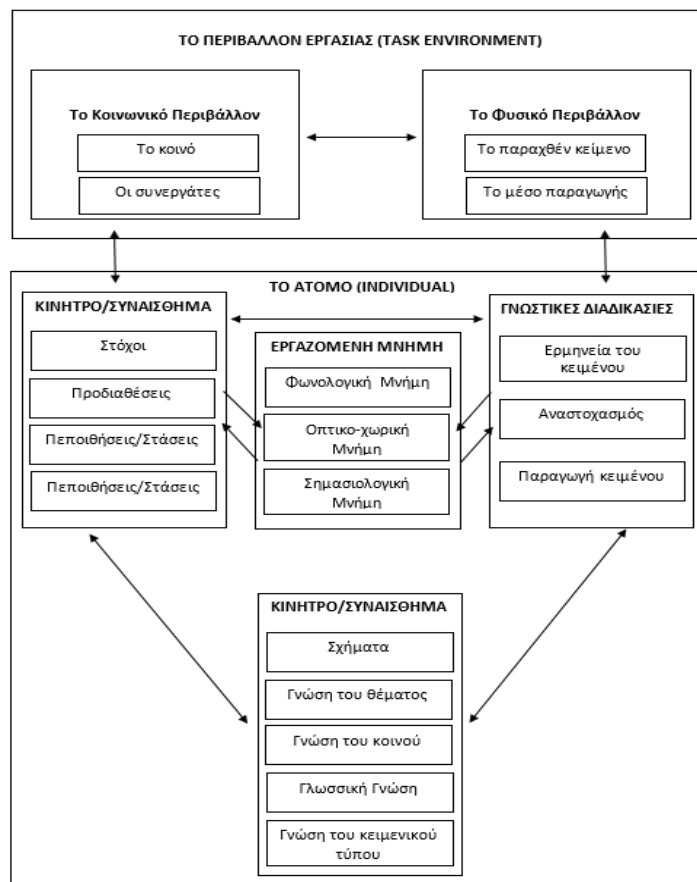 ΤΟ ΠΕΡΙΒΑΛΛΟΝ ΕΡΓΑΣΙΑΣ (TASK ENVIRONMENT)
Το Κοινωνικό Περιβάλλον
Το κοινό
Οι συνεργάτες
Το Φυσικό Περιβάλλον
Το παραχθέν κείμενο
Το μέσο παραγωγής
ΤΟ ΑΤΟΜΟ (INDIVIDUAL)
ΚΙΝΗΤΡΟ/ΣΥΝΑΙΣΘΗΜΑ
Στόχοι
Προδιαθέσεις
Πεποιθήσεις/Στάσεις
Πεποιθήσεις/Στάσεις
ΕΡΓΑΖΟΜΕΝΗ ΜΝΗΜΗ
Φωνολογική Μνήμη
Οπτικο-χωρική
Μνήμη
Σημασιολογική
Μνήμη
ΓΝΩΣΤΙΚΕΣ ΔΙΑΔΙΚΑΣΙΕΣ
Ερμηνεία του
κειμένου
Αναστοχασμός
Παραγωγή κειμένου
ΚΙΝΗΤΡΟ/ΣΥΝΑΙΣΘΗΜΑ
Σχήματα
Γνώση του θέματος
Γνώση του κοινού
Γλωσσική Γνώση
Γνώση του κειμενικού
τύπου